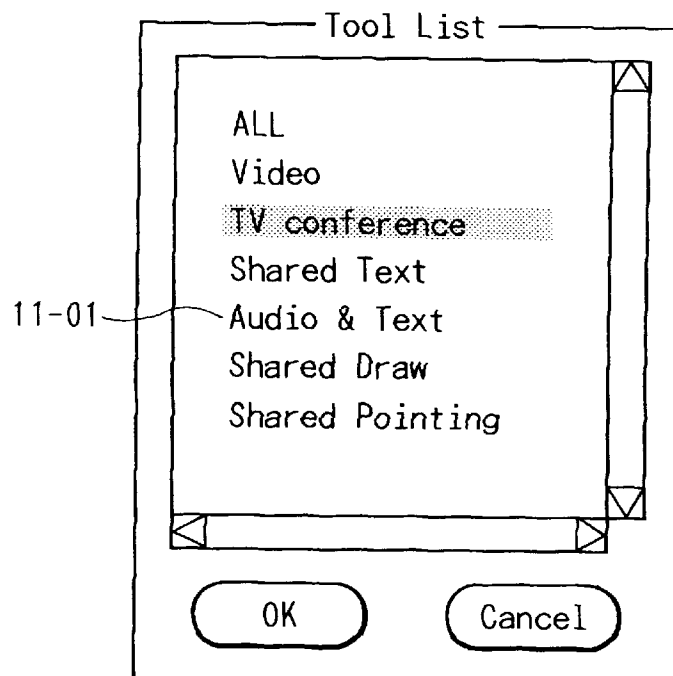 Tool List
ALL
Video
TV conference
Shared Text
11-01
Audio & Text
Shared Draw
Shared Pointing
OK
Cancel